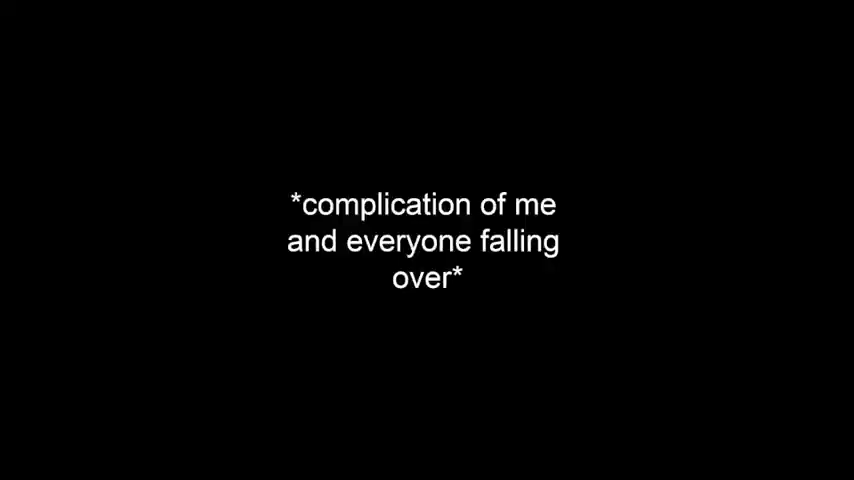 *complication of me
and everyone falling
over*